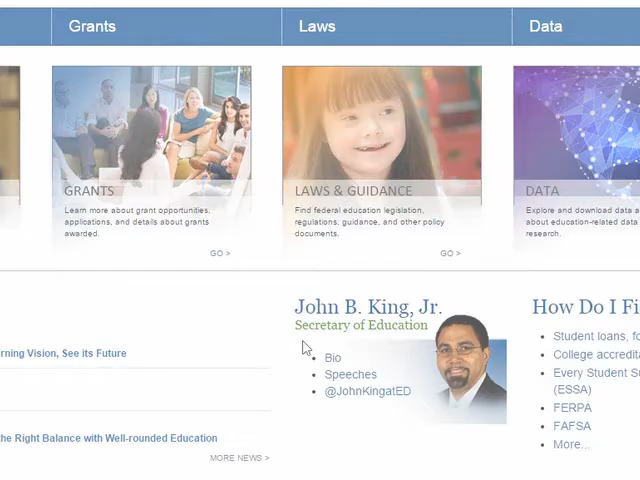 Grants
Laws
Data
GRANTS
Learn more about grant opportunities,
applications, and details about grants
awarded.
GO >
LAWS & GUIDANCE
Find federal education legislation,
regulations, guidance, and other policy
documents.
GO >
DATA
Explore and download data a
about education-related data
research.
rning Vision, See its Future
the Right Balance with Well-rounded Education
MORE NEWS >
John B. King, Jr.
Secretary of Education
Bio
Speeches
@JohnKingatED
How Do I Fi
Student loans, fo
College accredita
Every Student Su
(ESSA)
FERPA
FAFSA
More...